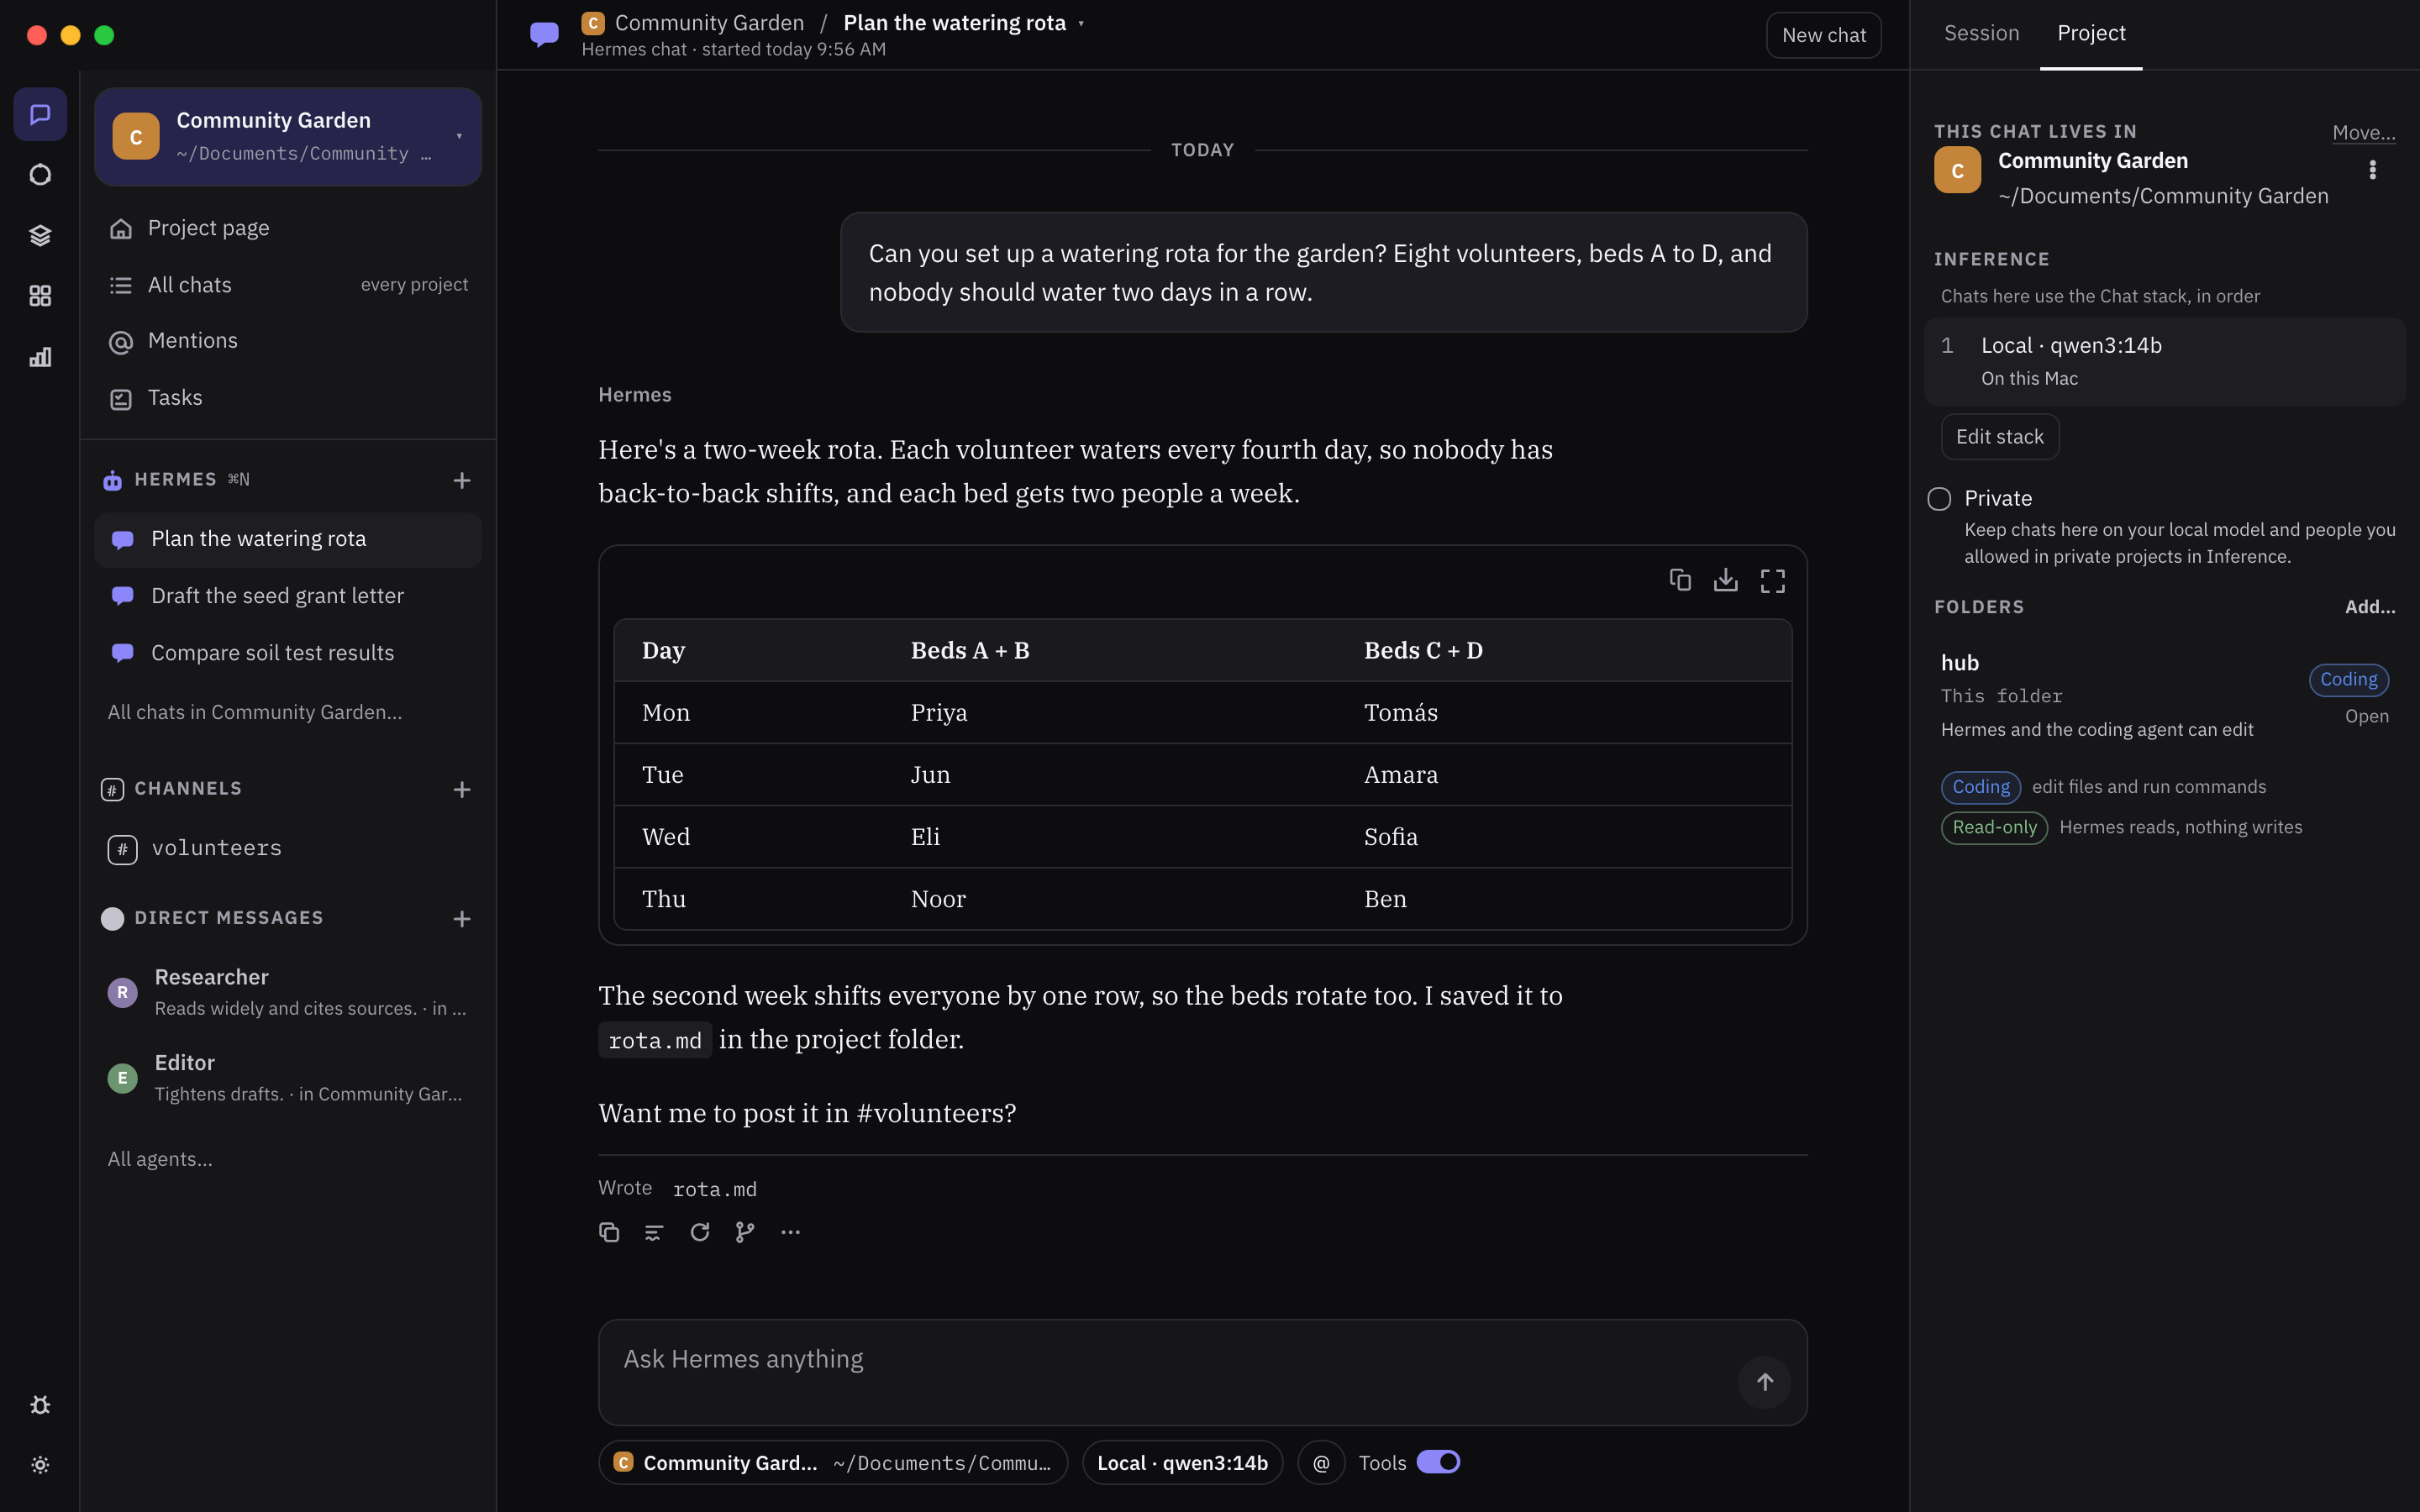 Community Garden
~/Documents/Community …
Project page
All chats
every project
Mentions
Tasks
HERMES ⌘N
Plan the watering rota
Draft the seed grant letter
Compare soil test results
All chats in Community Garden…
CHANNELS
# volunteers
DIRECT MESSAGES
R
Researcher
Reads widely and cites sources. · in …
E
Editor
Tightens drafts. · in Community Gar…
All agents…
C Community Garden / Plan the watering rota
Hermes chat · started today 9:56 AM
New chat
TODAY
Can you set up a watering rota for the garden? Eight volunteers, beds A to D, and
nobody should water two days in a row.
Hermes
Here's a two-week rota. Each volunteer waters every fourth day, so nobody has
back-to-back shifts, and each bed gets two people a week.
Day Beds A + B Beds C + D
Mon Priya Tomás
Tue Jun Amara
Wed Eli Sofia
Thu Noor Ben
The second week shifts everyone by one row, so the beds rotate too. I saved it to
rota.md in the project folder.
Want me to post it in #volunteers?
Wrote rota.md
Ask Hermes anything
C Community Gard… ~/Documents/Commu… Local · qwen3:14b @ Tools
Session Project
THIS CHAT LIVES IN Move…
C
Community Garden
~/Documents/Community Garden
INFERENCE
Chats here use the Chat stack, in order
1 Local · qwen3:14b
On this Mac
Edit stack
Private
Keep chats here on your local model and people you
allowed in private projects in Inference.
FOLDERS Add…
hub
Coding
This folder
Open
Hermes and the coding agent can edit
Coding edit files and run commands
Read-only Hermes reads, nothing writes